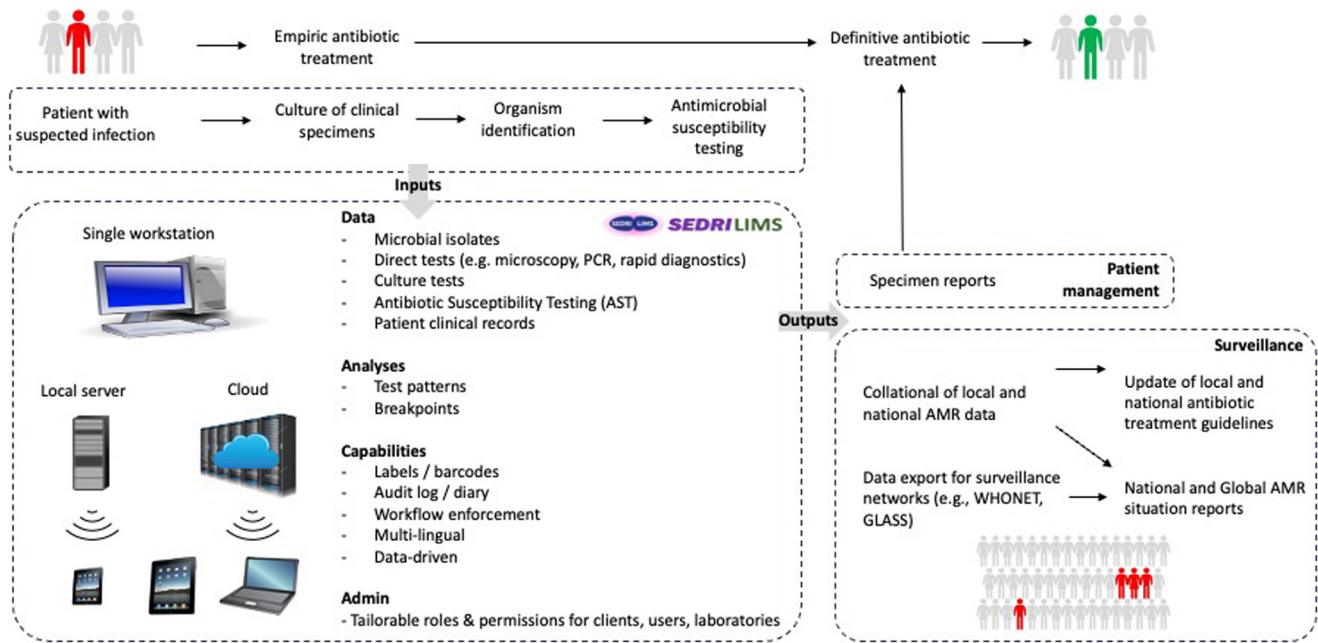 Empiric antibiotic
treatment
Definitive antibiotic
treatment
Patient with
suspected infection
Culture of clinical
specimens
Organism
identification
Antimicrobial
susceptibility
testing
Inputs
Single workstation
Local server
Cloud
SEDRI LIMS
SEDRILIMS
Data
- Microbial isolates
- Direct tests (e.g. microscopy, PCR, rapid diagnostics)
- Culture tests
- Antibiotic Susceptibility Testing (AST)
- Patient clinical records
Analyses
- Test patterns
- Breakpoints
Capabilities
- Labels / barcodes
- Audit log / diary
- Workflow enforcement
- Multi-lingual
- Data-driven
Admin
- Tailorable roles & permissions for clients, users, laboratories
Outputs
Specimen reports
Patient
management
Surveillance
Collational of local and
national AMR data
Update of local and
national antibiotic
treatment guidelines
Data export for surveillance
networks (e.g., WHONET,
GLASS)
National and Global AMR
situation reports